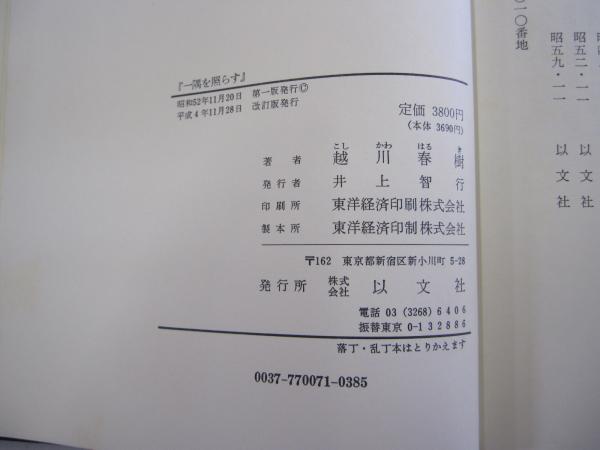 『一隅を照らす』
昭和52年11月20日 第一版発行©
平成4年11月28日 改訂版発行
定価 3800円
(本体 3690円)
こし かわ はる き
著者 越川春樹
発行者 井上智行
印刷所 東洋経済印刷株式会社
製本所 東洋経済印制株式会社
〒162 東京都新宿区新小川町 5-28
発行所 株式会社 以文社
電話 03 (3268) 6406
振替東京 0-132886
落丁・乱丁本はとりかえます
0037-770071-0385
〇一〇番地
昭五二・一一 以文社
昭五九・一一 以文社